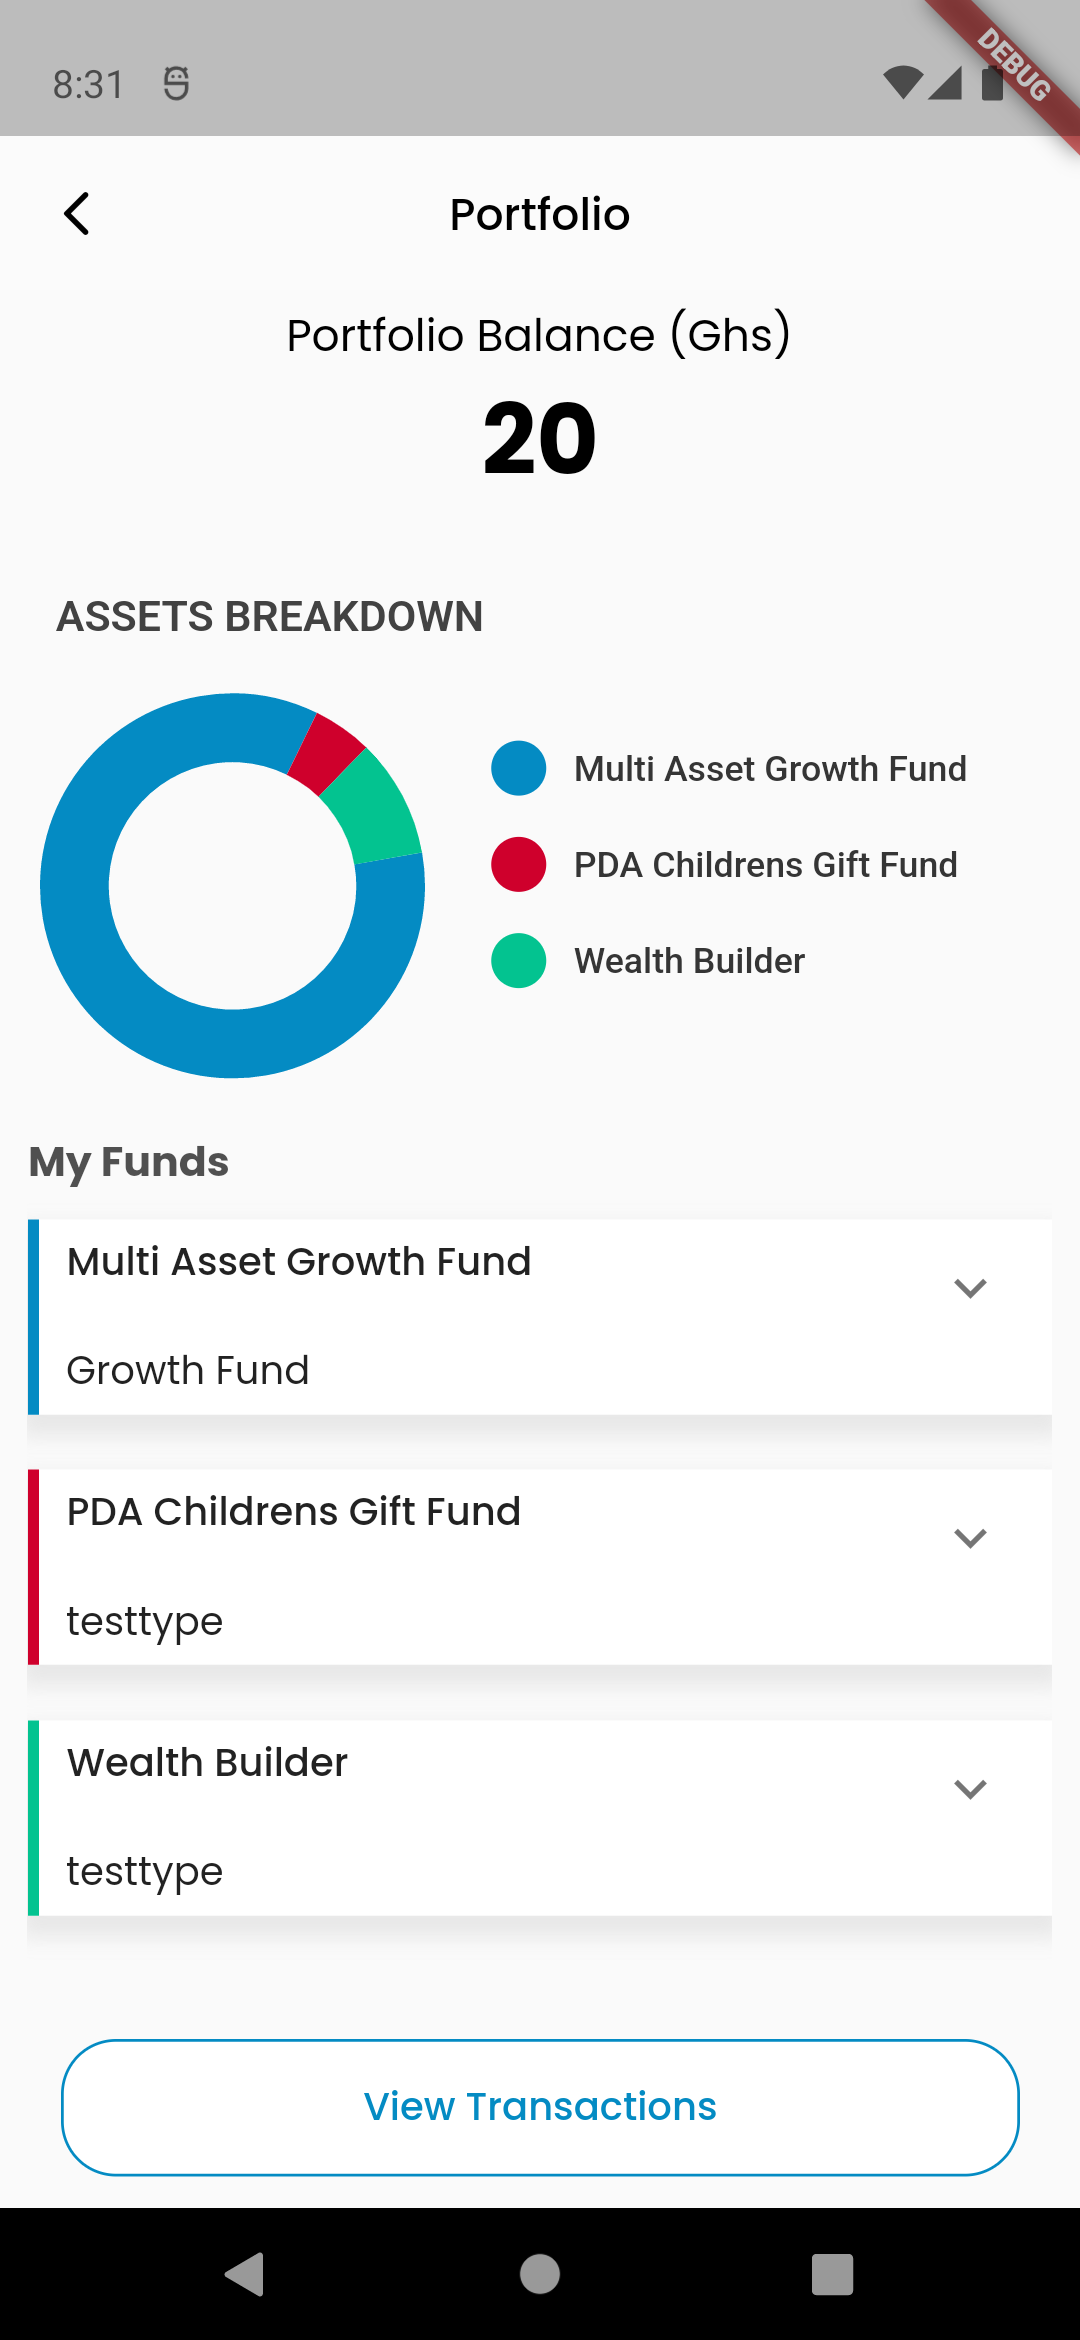 8:31
DEBUG
Portfolio
Portfolio Balance (Ghs)
20
ASSETS BREAKDOWN
Multi Asset Growth Fund
PDA Childrens Gift Fund
Wealth Builder
My Funds
Multi Asset Growth Fund
Growth Fund
PDA Childrens Gift Fund
testtype
Wealth Builder
testtype
View Transactions